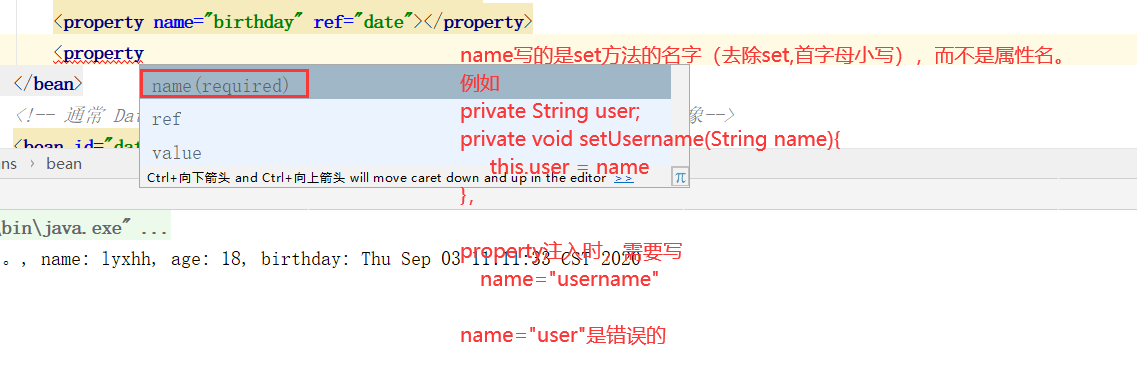 <property name="birthday" ref="date"></property>
<property
name写的是set方法的名字（去除set,首字母小写），而不是属性名。
</bean>
name(required)
例如
<!-- 通常 Dat
ref
private String user;
象-->
<bean id="dat
value
private void setUsername(String name){
ns › bean
this.user = name
Ctrl+向下箭头 and Ctrl+向上箭头 will move caret down and up in the editor >>
π
},
\bin\java.exe" ...
property注入时，需要写
。, name: lyxhh, age: 18, birthday: Thu Sep 03 11:11:33 CST 2020
name="username"
name="user"是错误的